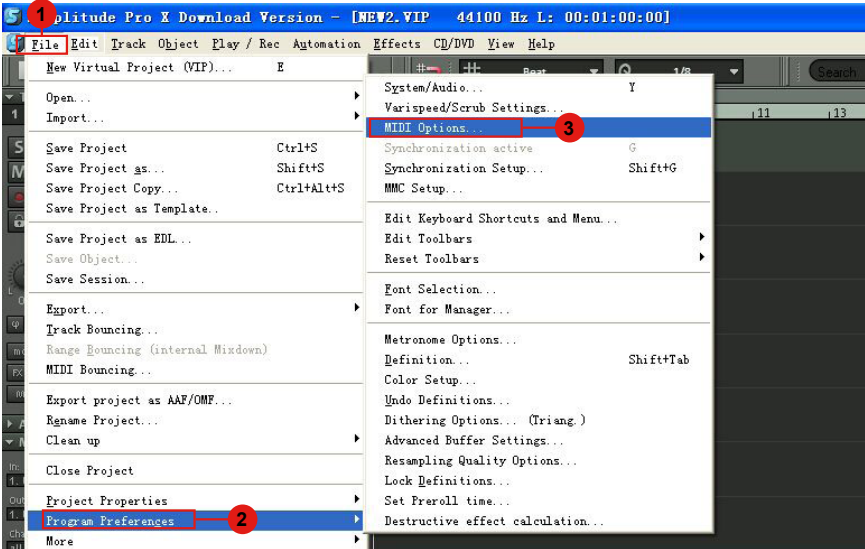 1
plitude Pro X Download Version - [NEW2.VIP 44100 Hz L: 00:01:00:00]
File Edit Track Object Play / Rec Automation Effects CD/DVD View Help
New Virtual Project (VIP)... E
Open...
Import...
Save Project Ctrl+S
Save Project as... Shift+S
Save Project Copy... Ctrl+Alt+S
Save Project as Template..
Save Project as EDL...
Save Object...
Save Session...
Export...
Track Bouncing...
Range Bouncing (internal Mixdown)
MIDI Bouncing...
Export project as AAF/OMF...
Rename Project...
Clean up
Close Project
Project Properties
Program Preferences 2
More
Beat 1/8 Search
11 13
System/Audio... Y
Varispeed/Scrub Settings...
MIDI Options... 3
Synchronization active G
Synchronization Setup... Shift+G
MMC Setup...
Edit Keyboard Shortcuts and Menu...
Edit Toolbars
Reset Toolbars
Font Selection...
Font for Manager...
Metronome Options...
Definition... Shift+Tab
Color Setup...
Undo Definitions...
Dithering Options... (Triang.)
Advanced Buffer Settings...
Resampling Quality Options...
Lock Definitions...
Set Preroll time...
Destructive effect calculation...
1
S
M
In: